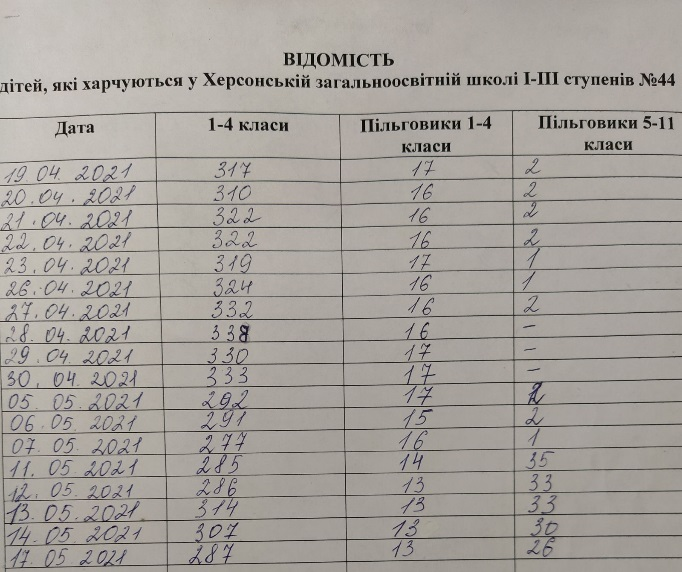 ВІДОМІСТЬ
дітей, які харчуються у Херсонській загальноосвітній школі І-ІІІ ступенів №44
Дата 1-4 класи Пільговики 1-4 класи Пільговики 5-11 класи
19 04. 2021 317 17 2
20.04.2021 310 16 2
21.04.2021 322 16 2
22.04.2021 322 16 2
23.04.2021 319 17 1
26.04.2021 324 16 1
27.04.2021 332 16 2
28.04.2021 338 16 -
29.04.2021 330 17 -
30.04.2021 333 17 -
05.05.2021 292 17
06.05.2021 291 15 2
07.05.2021 277 16 1
11.05.2021 285 14 35
12.05.2021 286 13 33
13.05.2021 314 13 33
14.05.2021 307 13 30
17.05 2021 287 13 26